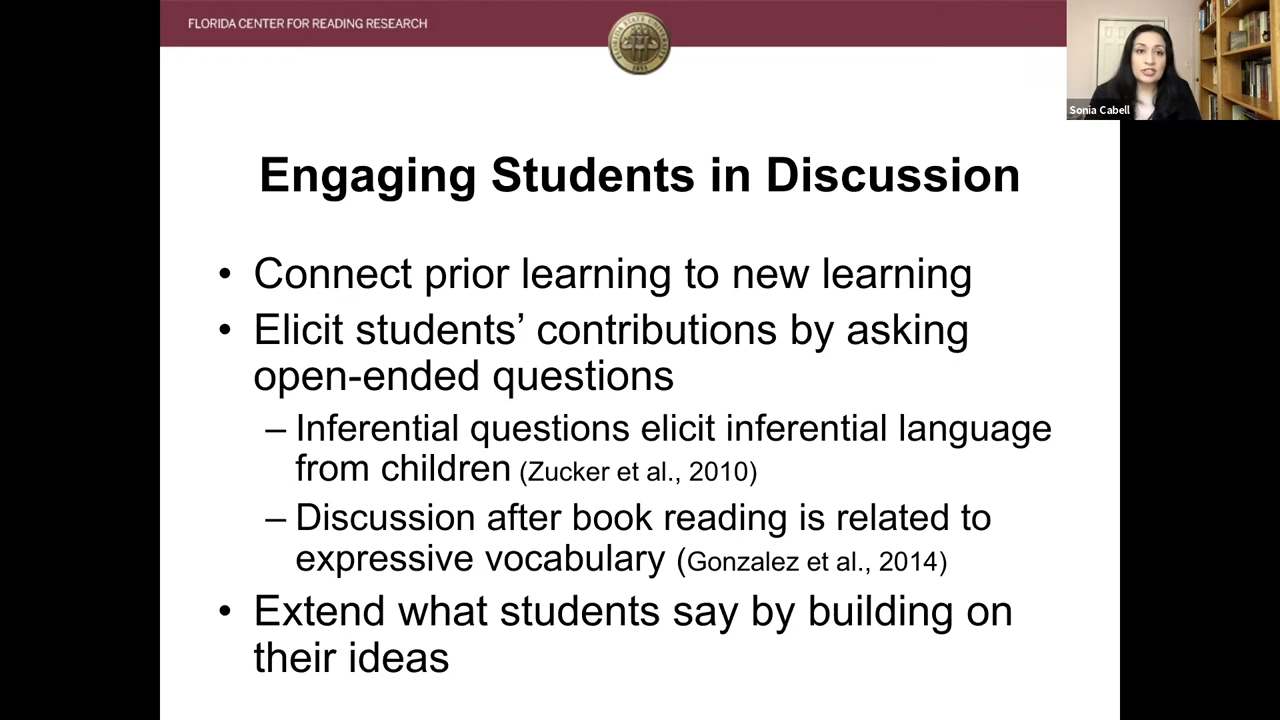 FLORIDA CENTER FOR READING RESEARCH
Sonia Cabell
Engaging Students in Discussion
• Connect prior learning to new learning
• Elicit students’ contributions by asking
open-ended questions
– Inferential questions elicit inferential language
from children (Zucker et al., 2010)
– Discussion after book reading is related to
expressive vocabulary (Gonzalez et al., 2014)
• Extend what students say by building on
their ideas